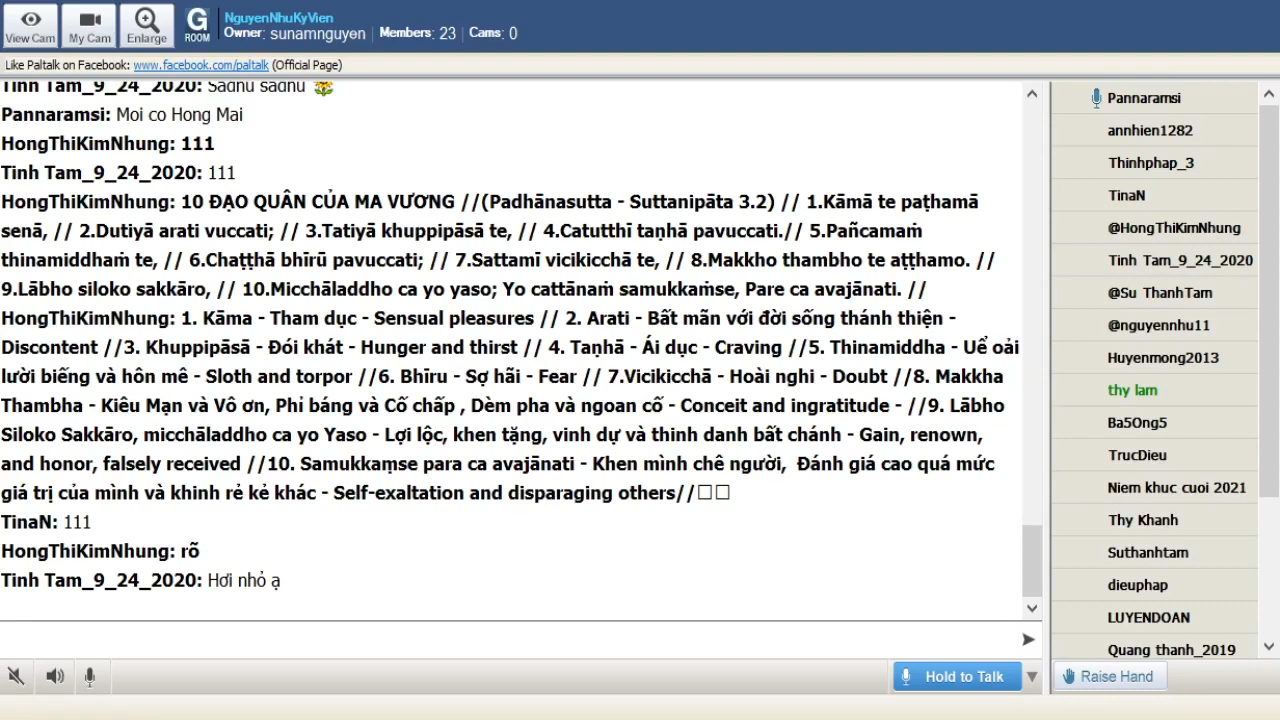 View Cam
My Cam
Enlarge
G
ROOM
NguyenNhuKyVien
Owner: sunamnguyen | Members: 23 | Cams: 0
Like Paltalk on Facebook: www.facebook.com/paltalk (Official Page)
Tinh Tam_9_24_2020: Sadhu sadhu
Pannaramsi: Moi co Hong Mai
HongThiKimNhung: 111
Tinh Tam_9_24_2020: 111
HongThiKimNhung: 10 ĐẠO QUÂN CỦA MA VƯƠNG //(Padhānasutta - Suttanipāta 3.2) // 1.Kāmā te paṭhamā
senā, // 2.Dutiyā arati vuccati; // 3.Tatiyā khuppipāsā te, // 4.Catutthī taṇhā pavuccati.// 5.Pañcamaṁ
thinamiddhaṁ te, // 6.Chaṭṭhā bhīrū pavuccati; // 7.Sattamī vicikicchā te, // 8.Makkho thambho te aṭṭhamo. //
9.Lābho siloko sakkāro, // 10.Micchāladdho ca yo yaso; Yo cattānaṁ samukkaṁse, Pare ca avajānati. //
HongThiKimNhung: 1. Kāma - Tham dục - Sensual pleasures // 2. Arati - Bất mãn với đời sống thánh thiện -
Discontent //3. Khuppipāsā - Đói khát - Hunger and thirst // 4. Taṇhā - Ái dục - Craving //5. Thinamiddha - Uể oải
lười biếng và hôn mê - Sloth and torpor //6. Bhīru - Sợ hãi - Fear // 7.Vicikicchā - Hoài nghi - Doubt //8. Makkha
Thambha - Kiêu Mạn và Vô ơn, Phỉ báng và Cố chấp , Dèm pha và ngoan cố - Conceit and ingratitude - //9. Lābho
Siloko Sakkāro, micchāladdho ca yo Yaso - Lợi lộc, khen tặng, vinh dự và thinh danh bất chánh - Gain, renown,
and honor, falsely received //10. Samukkaṃse para ca avajānati - Khen mình chê người, Đánh giá cao quá mức
giá trị của mình và khinh rẻ kẻ khác - Self-exaltation and disparaging others//□□
TinaN: 111
HongThiKimNhung: rõ
Tinh Tam_9_24_2020: Hơi nhỏ ạ
Hold to Talk
Pannaramsi
annhien1282
Thinhphap_3
TinaN
@HongThiKimNhung
Tinh Tam_9_24_2020
@Su ThanhTam
@nguyennhu11
Huyenmong2013
thy lam
Ba5Ong5
TrucDieu
Niem khuc cuoi 2021
Thy Khanh
Suthanhtam
dieuphap
LUYENDOAN
Quang thanh_2019
Raise Hand